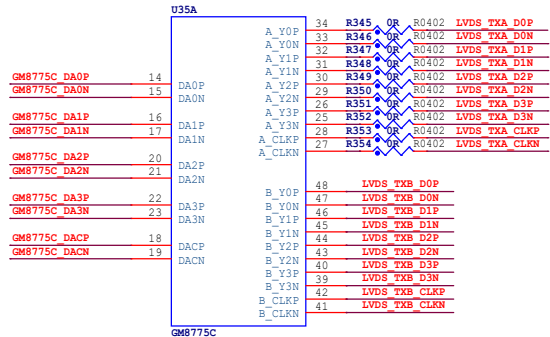 U35A
A_Y0P 34 R345 0R R0402 LVDS_TXA_D0P
A_Y0N 33 R346 0R R0402 LVDS_TXA_D0N
A_Y1P 32 R347 0R R0402 LVDS_TXA_D1P
A_Y1N 31 R348 0R R0402 LVDS_TXA_D1N
GM8775C_DA0P 14 DA0P A_Y2P 30 R349 0R R0402 LVDS_TXA_D2P
GM8775C_DA0N 15 DA0N A_Y2N 29 R350 0R R0402 LVDS_TXA_D2N
A_Y3P 26 R351 0R R0402 LVDS_TXA_D3P
GM8775C_DA1P 16 DA1P A_Y3N 25 R352 0R R0402 LVDS_TXA_D3N
GM8775C_DA1N 17 DA1N A_CLKP 28 R353 0R R0402 LVDS_TXA_CLKP
A_CLKN 27 R354 0R R0402 LVDS_TXA_CLKN
GM8775C_DA2P 20 DA2P
GM8775C_DA2N 21 DA2N
B_Y0P 48 LVDS_TXB_D0P
GM8775C_DA3P 22 DA3P B_Y0N 47 LVDS_TXB_D0N
GM8775C_DA3N 23 DA3N B_Y1P 46 LVDS_TXB_D1P
B_Y1N 45 LVDS_TXB_D1N
GM8775C_DACP 18 DACP B_Y2P 44 LVDS_TXB_D2P
GM8775C_DACN 19 DACN B_Y2N 43 LVDS_TXB_D2N
B_Y3P 40 LVDS_TXB_D3P
B_Y3N 39 LVDS_TXB_D3N
B_CLKP 42 LVDS_TXB_CLKP
B_CLKN 41 LVDS_TXB_CLKN
GM8775C